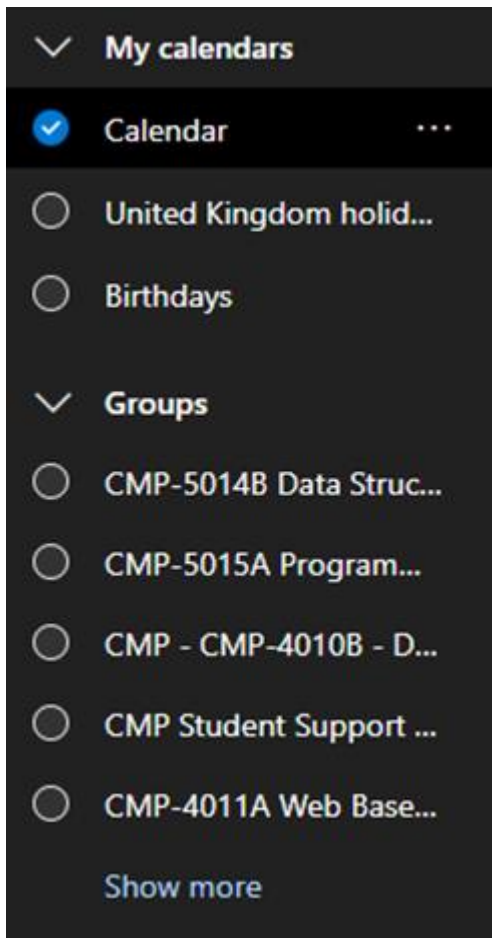 My calendars
Calendar ...
United Kingdom holid...
Birthdays
Groups
CMP-5014B Data Struc...
CMP-5015A Program...
CMP - CMP-4010B - D...
CMP Student Support ...
CMP-4011A Web Base...
Show more